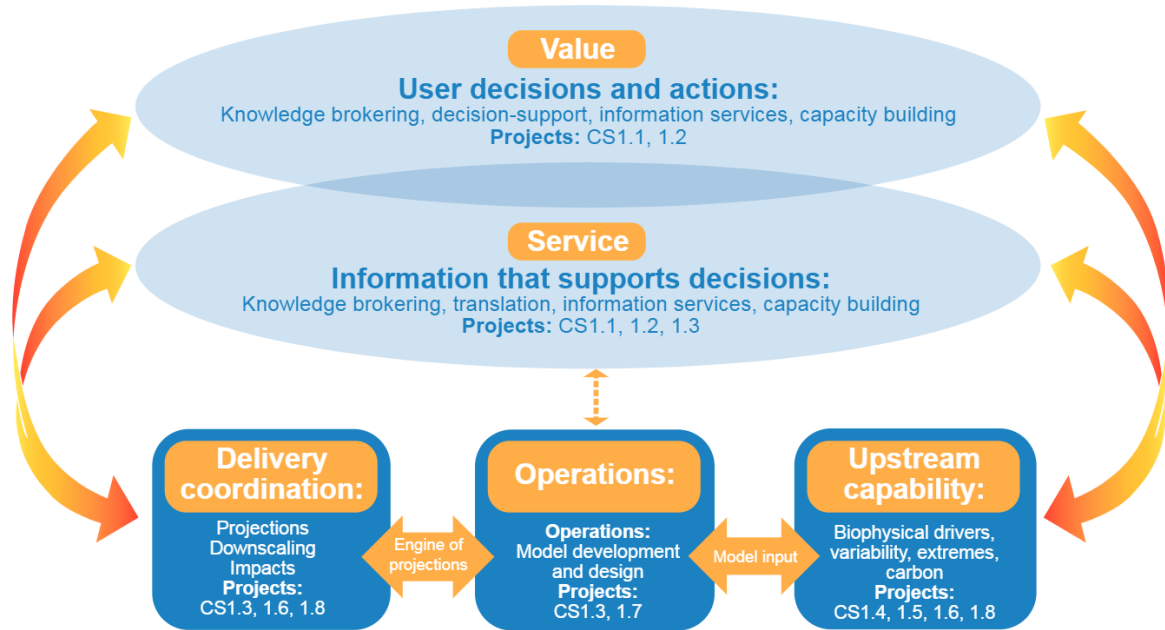 Value
User decisions and actions:
Knowledge brokering, decision-support, information services, capacity building
Projects: CS1.1, 1.2
Service
Information that supports decisions:
Knowledge brokering, translation, information services, capacity building
Projects: CS1.1, 1.2, 1.3
Delivery
coordination:
Projections
Downscaling
Impacts
Projects:
CS1.3, 1.6, 1.8
Engine of
projections
Operations:
Operations:
Model development
and design
Projects:
CS1.3, 1.7
Model input
Upstream
capability:
Biophysical drivers,
variability, extremes,
carbon
Projects:
CS1.4, 1.5, 1.6, 1.8